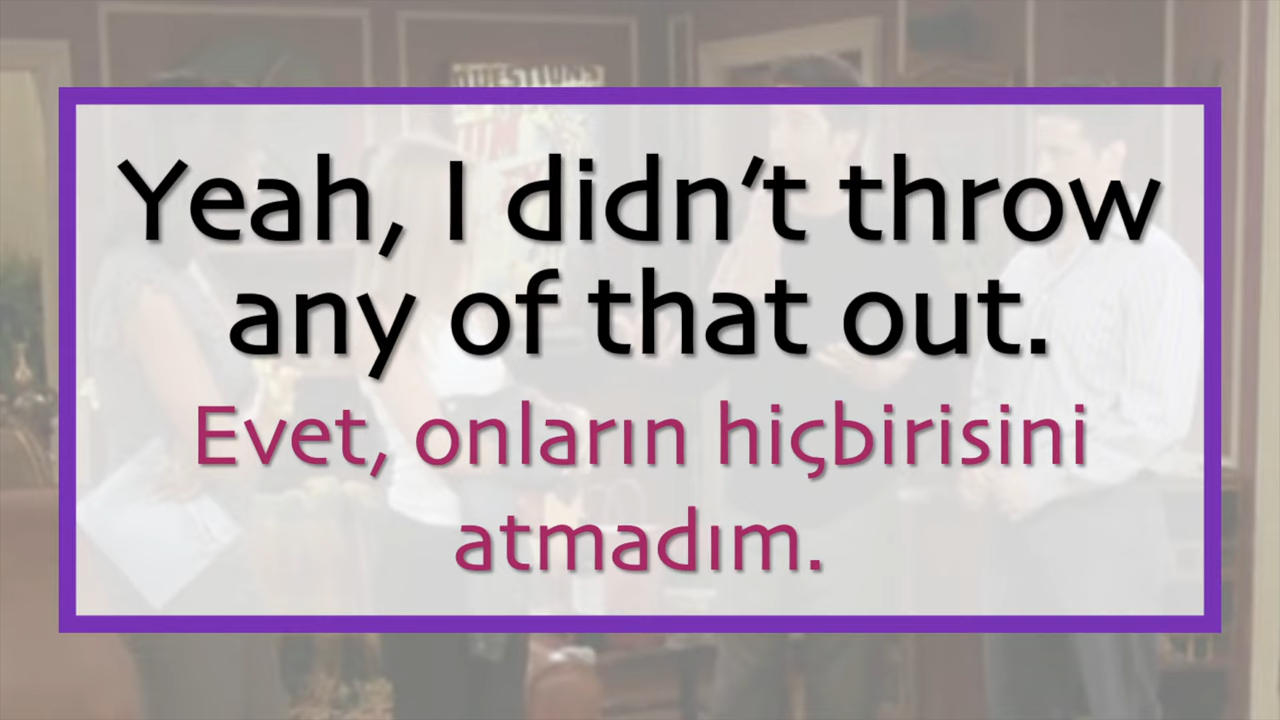 Yeah, I didn’t throw
any of that out.
Evet, onların hiçbirisini
atmadım.